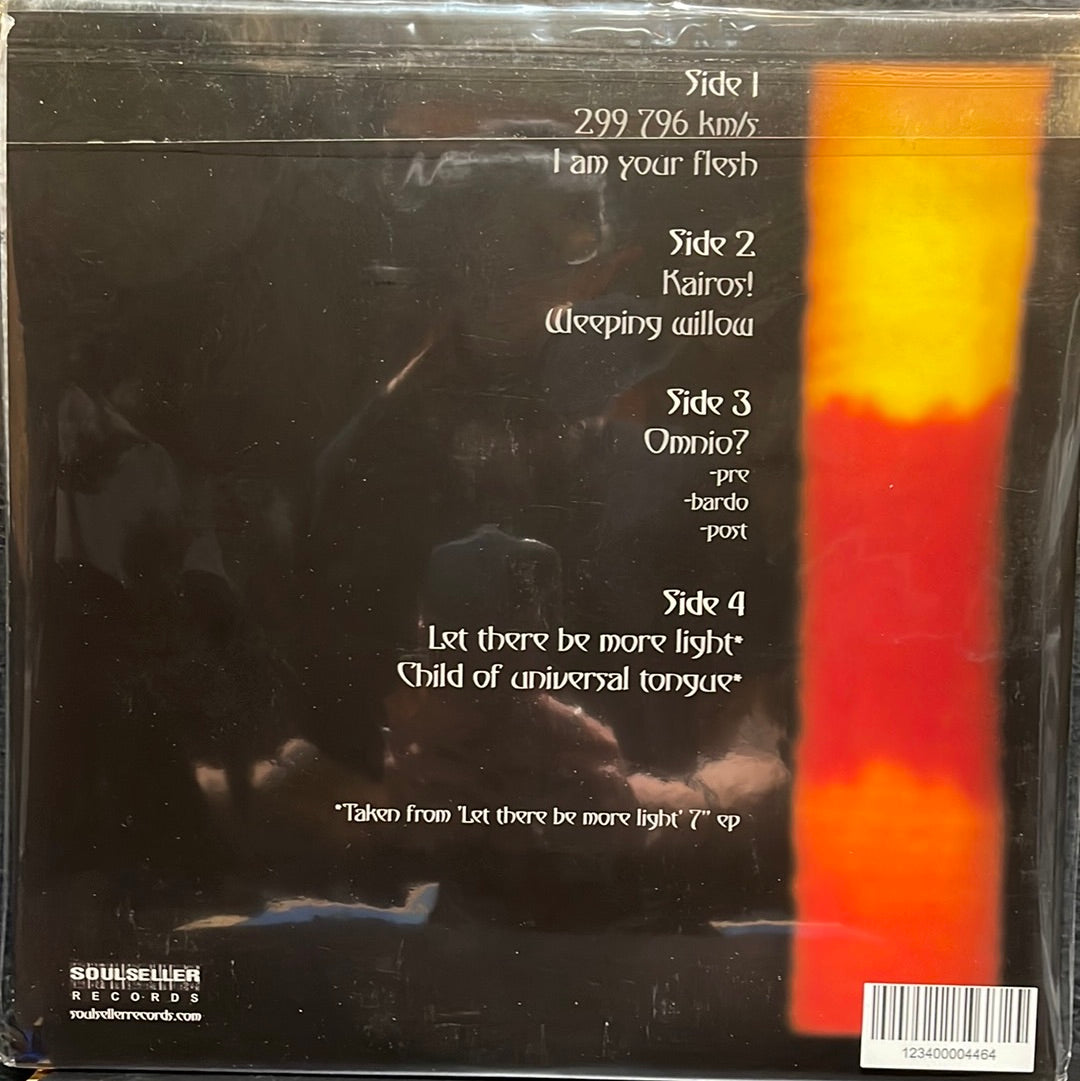 Side 1
299 796 km/s
I am your flesh
Side 2
Kairos!
Weeping willow
Side 3
Omnio?
-pre
-bardo
-post
Side 4
Let there be more light*
Child of universal tongue*
*Taken from 'Let there be more light' 7" ep
SOULSELLER
RECORDS
soulsellerrecords.com
123400004464